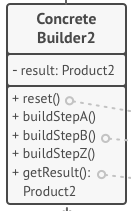 Concrete
Builder2
- result: Product2
+ reset()
+ buildStepA()
+ buildStepB()
+ buildStepZ()
+ getResult():
Product2